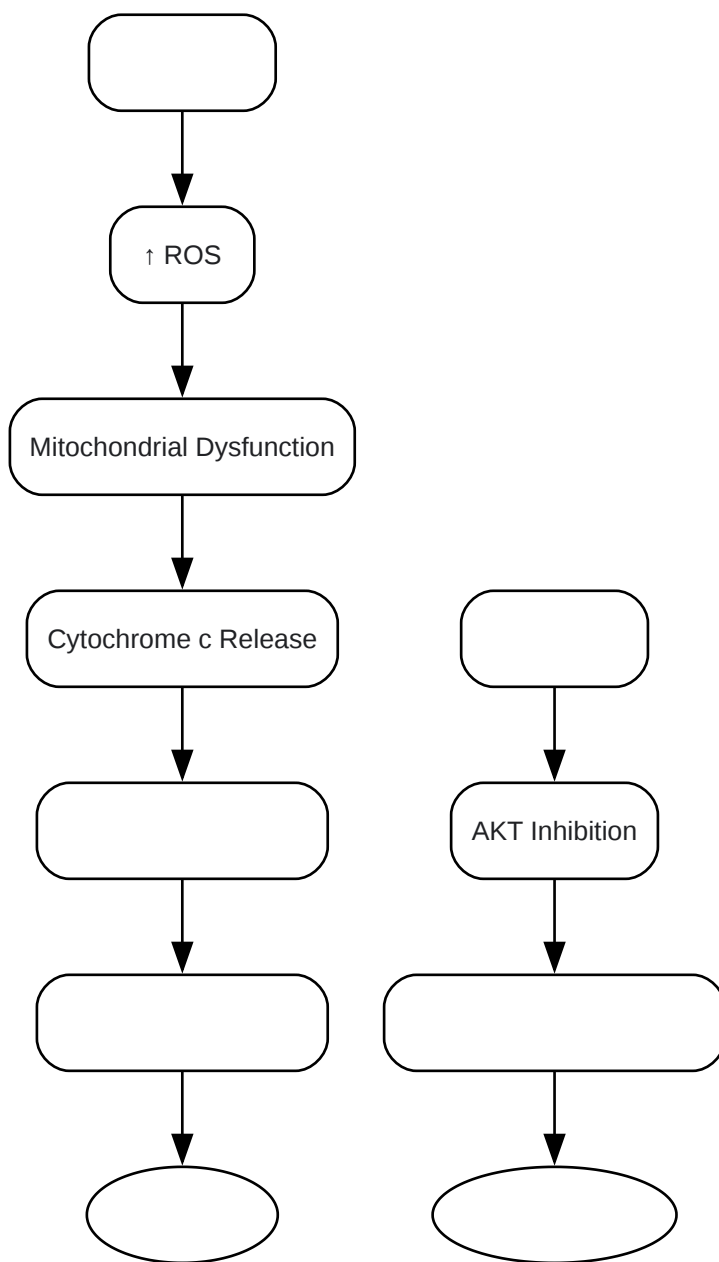 ↑ ROS
Mitochondrial Dysfunction
Cytochrome c Release
AKT Inhibition